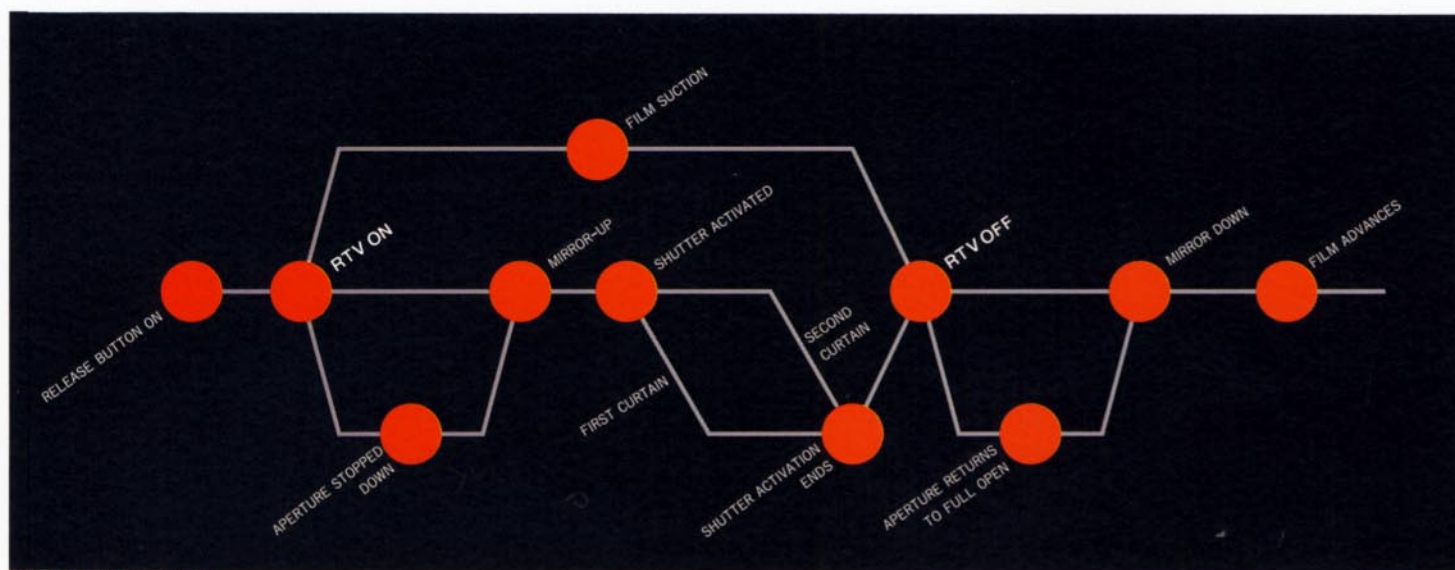 FILM SUCTION
RTV ON
MIRROR-UP
SHUTTER ACTIVATED
RTV OFF
MIRROR DOWN
FILM ADVANCES
RELEASE BUTTON ON
SECOND
CURTAIN
FIRST CURTAIN
APERTURE STOPPED
DOWN
SHUTTER ACTIVATION
ENDS
APERTURE RETURNS
TO FULL OPEN